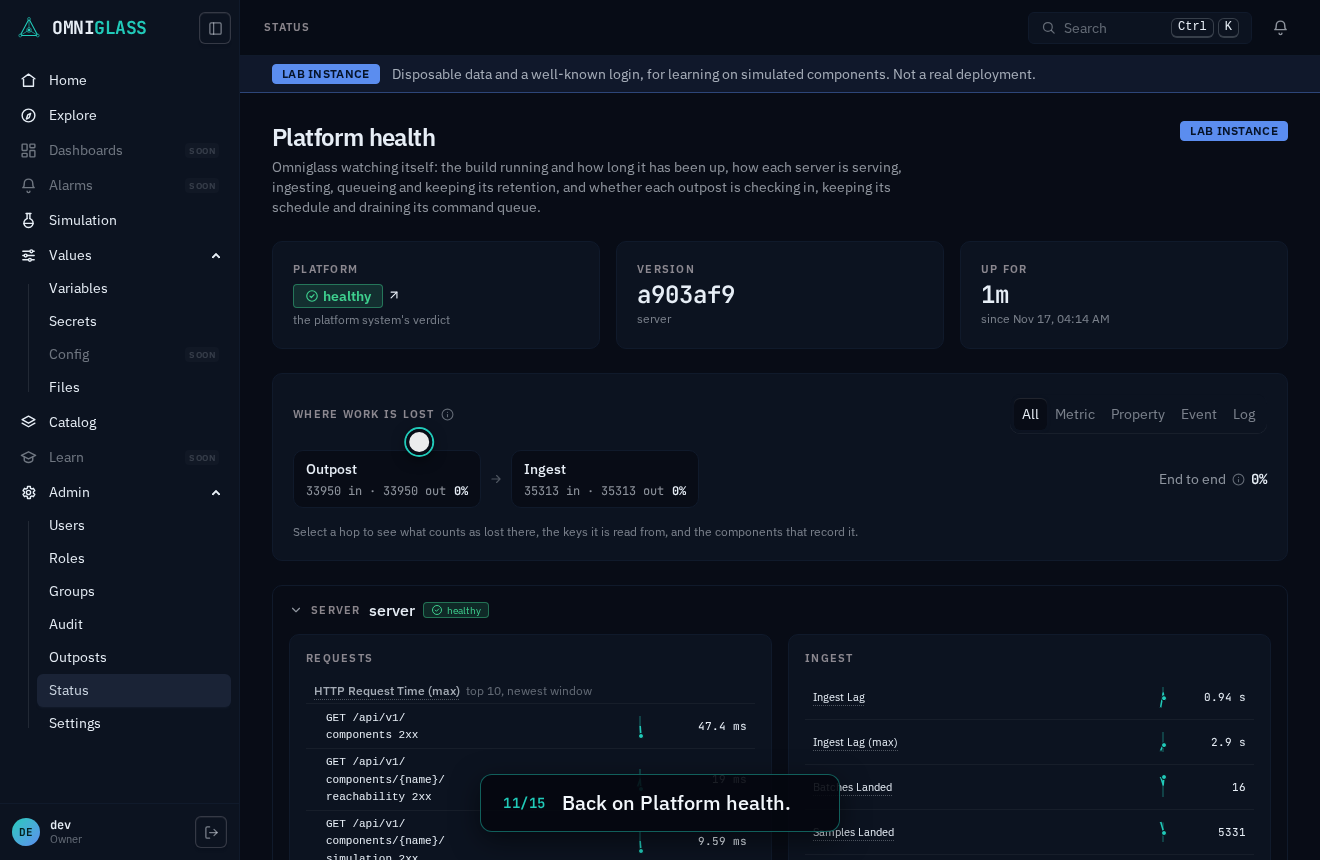 OMNIGLASS
STATUS
Search
Ctrl K
Home
Explore
Dashboards SOON
Alarms SOON
Simulation
Values
Variables
Secrets
Config SOON
Files
Catalog
Learn SOON
Admin
Users
Roles
Groups
Audit
Outposts
Status
Settings
DE
dev
Owner
LAB INSTANCE Disposable data and a well-known login, for learning on simulated components. Not a real deployment.
Platform health
LAB INSTANCE
Omniglass watching itself: the build running and how long it has been up, how each server is serving,
ingesting, queueing and keeping its retention, and whether each outpost is checking in, keeping its
schedule and draining its command queue.
PLATFORM
healthy
the platform system's verdict
VERSION
a903af9
server
UP FOR
1m
since Nov 17, 04:14 AM
WHERE WORK IS LOST
All Metric Property Event Log
Outpost
33950 in · 33950 out 0%
Ingest
35313 in · 35313 out 0%
End to end 0%
Select a hop to see what counts as lost there, the keys it is read from, and the components that record it.
SERVER server healthy
REQUESTS
HTTP Request Time (max) top 10, newest window
GET /api/v1/
components 2xx
47.4 ms
GET /api/v1/
components/{name}/
reachability 2xx
19 ms
GET /api/v1/
components/{name}/
simulation 2xx
9.59 ms
INGEST
Ingest Lag 0.94 s
Ingest Lag (max) 2.9 s
Batches Landed 16
Samples Landed 5331
11/15 Back on Platform health.